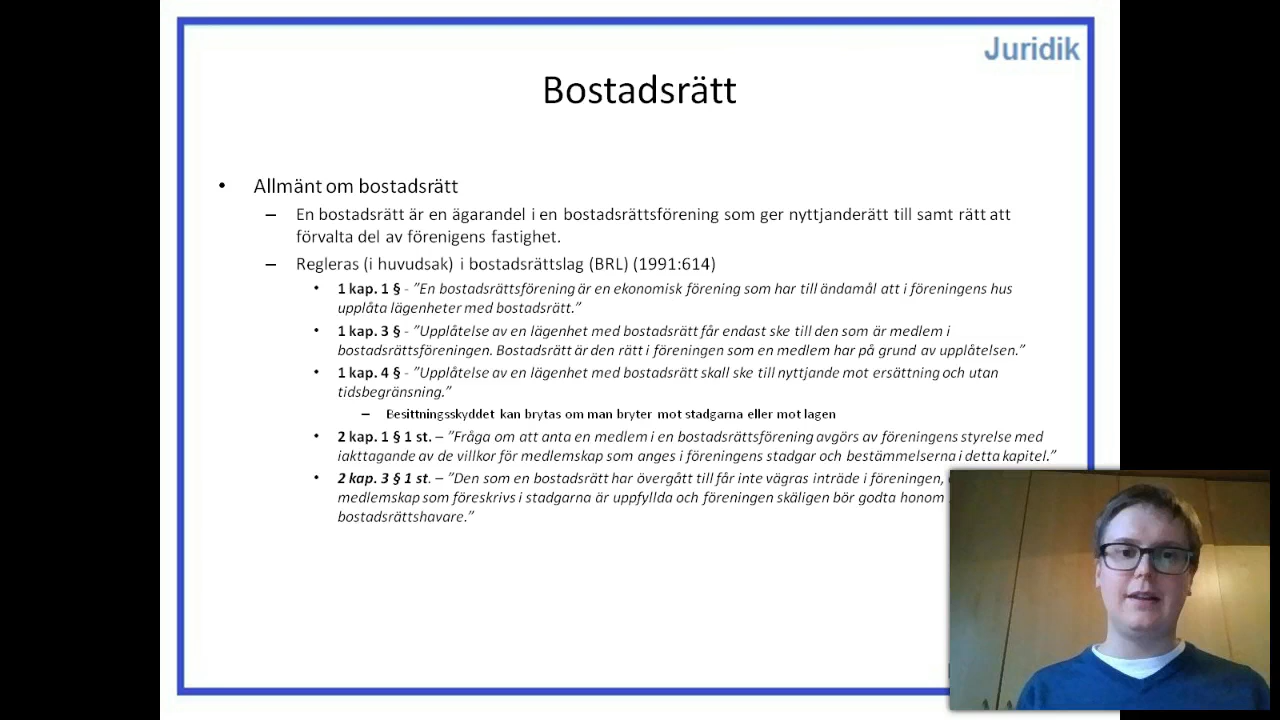 Juridik
Bostadsrätt
• Allmänt om bostadsrätt
– En bostadsrätt är en ägarandel i en bostadsrättsförening som ger nyttjanderätt till samt rätt att
förvalta del av förenigens fastighet.
– Regleras (i huvudsak) i bostadsrättslag (BRL) (1991:614)
• 1 kap. 1 § - ”En bostadsrättsförening är en ekonomisk förening som har till ändamål att i föreningens hus
upplåta lägenheter med bostadsrätt.”
• 1 kap. 3 § - ”Upplåtelse av en lägenhet med bostadsrätt får endast ske till den som är medlem i
bostadsrättsföreningen. Bostadsrätt är den rätt i föreningen som en medlem har på grund av upplåtelsen.”
• 1 kap. 4 § - ”Upplåtelse av en lägenhet med bostadsrätt skall ske till nyttjande mot ersättning och utan
tidsbegränsning.”
– Besittningsskyddet kan brytas om man bryter mot stadgarna eller mot lagen
• 2 kap. 1 § 1 st. – ”Fråga om att anta en medlem i en bostadsrättsförening avgörs av föreningens styrelse med
iakttagande av de villkor för medlemskap som anges i föreningens stadgar och bestämmelserna i detta kapitel.”
• 2 kap. 3 § 1 st. – ”Den som en bostadsrätt har övergått till får inte vägras inträde i föreningen,
medlemskap som föreskrivs i stadgarna är uppfyllda och föreningen skäligen bör godta honom
bostadsrättshavare.”